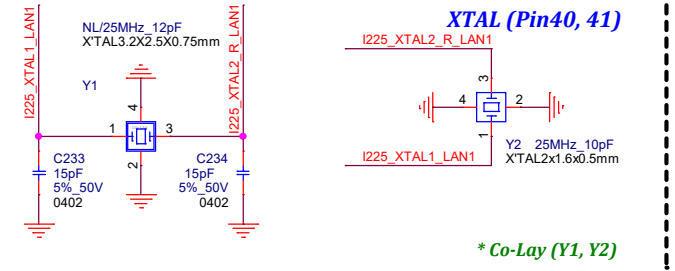 NL/25MHz_12pF
X'TAL3.2X2.5X0.75mm
I225_XTAL1_LAN1
I225_XTAL2_R_LAN1
Y1
4
1
3
2
C233
15pF
5%_50V
0402
C234
15pF
5%_50V
0402
XTAL (Pin40, 41)
I225_XTAL2_R_LAN1
3
4
2
1
Y2 25MHz_10pF
X'TAL2x1.6x0.5mm
I225_XTAL1_LAN1
* Co-Lay (Y1, Y2)